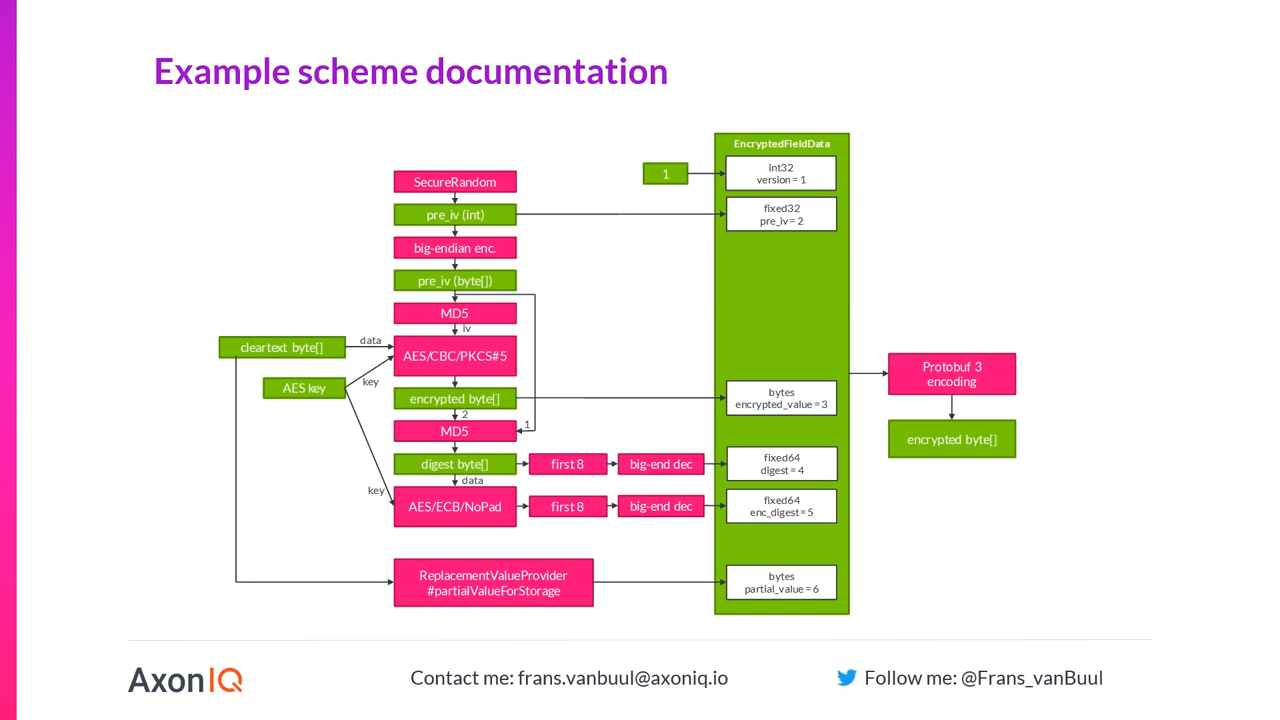 Example scheme documentation
EncryptedFieldData
1
int32
version = 1
SecureRandom
pre_iv (int)
fixed32
pre_iv = 2
big-endian enc.
pre_iv (byte[])
MD5
iv
cleartext byte[]
data
AES/CBC/PKCS#5
AES key
key
Protobuf 3
encoding
encrypted byte[]
bytes
encrypted_value = 3
2
1
MD5
encrypted byte[]
digest byte[]
first 8
big-end dec
fixed64
digest = 4
data
key
AES/ECB/NoPad
first 8
big-end dec
fixed64
enc_digest = 5
ReplacementValueProvider
#partialValueForStorage
bytes
partial_value = 6
AxonIQ
Contact me: frans.vanbuul@axoniq.io
Follow me: @Frans_vanBuul